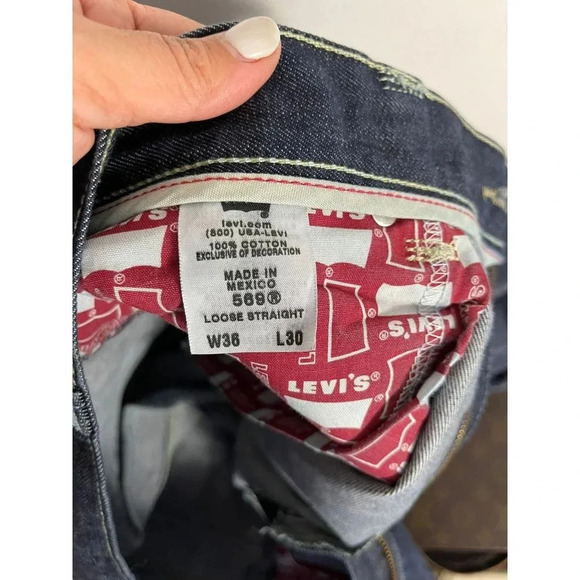 levi.com
(800) USA-LEVI
100% COTTON
EXCLUSIVE OF DECORATION
MADE IN
MEXICO
569®
LOOSE STRAIGHT
W36 L30
LEVI'S®
LEVI'S